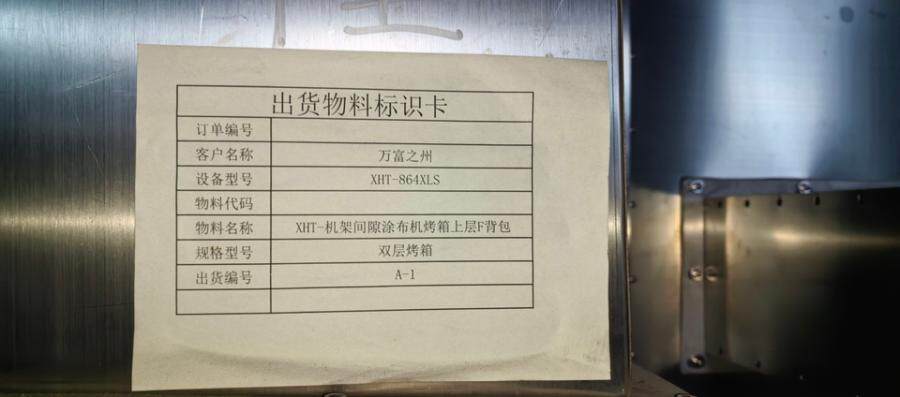 出货物料标识卡
订单编号
客户名称 万富之州
设备型号 XHT-864XLS
物料代码
物料名称 XHT-机架间隙涂布机烤箱上层F背包
规格型号 双层烤箱
出货编号 A-1